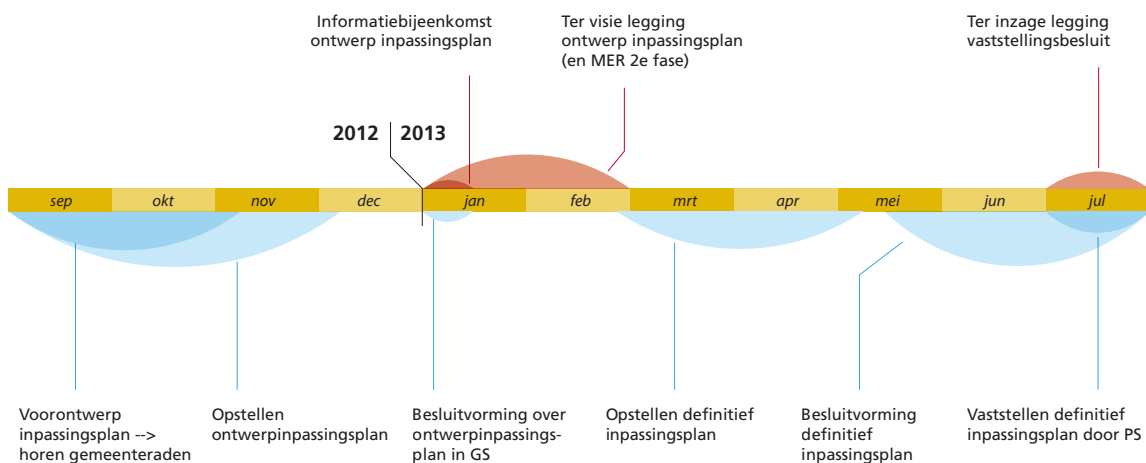 Informatiebijeenkomst
ontwerp inpassingsplan
Ter visie legging
ontwerp inpassingsplan
(en MER 2e fase)
Ter inzage legging
vaststellingsbesluit
2012 2013
sep okt nov dec jan feb mrt apr mei jun jul
Voorontwerp
inpassingsplan -->
horen gemeenteraden
Opstellen
ontwerpinpassingsplan
Besluitvorming over
ontwerpinpassings-
plan in GS
Opstellen definitief
inpassingsplan
Besluitvorming
definitief
inpassingsplan
Vaststellen definitief
inpassingsplan door PS